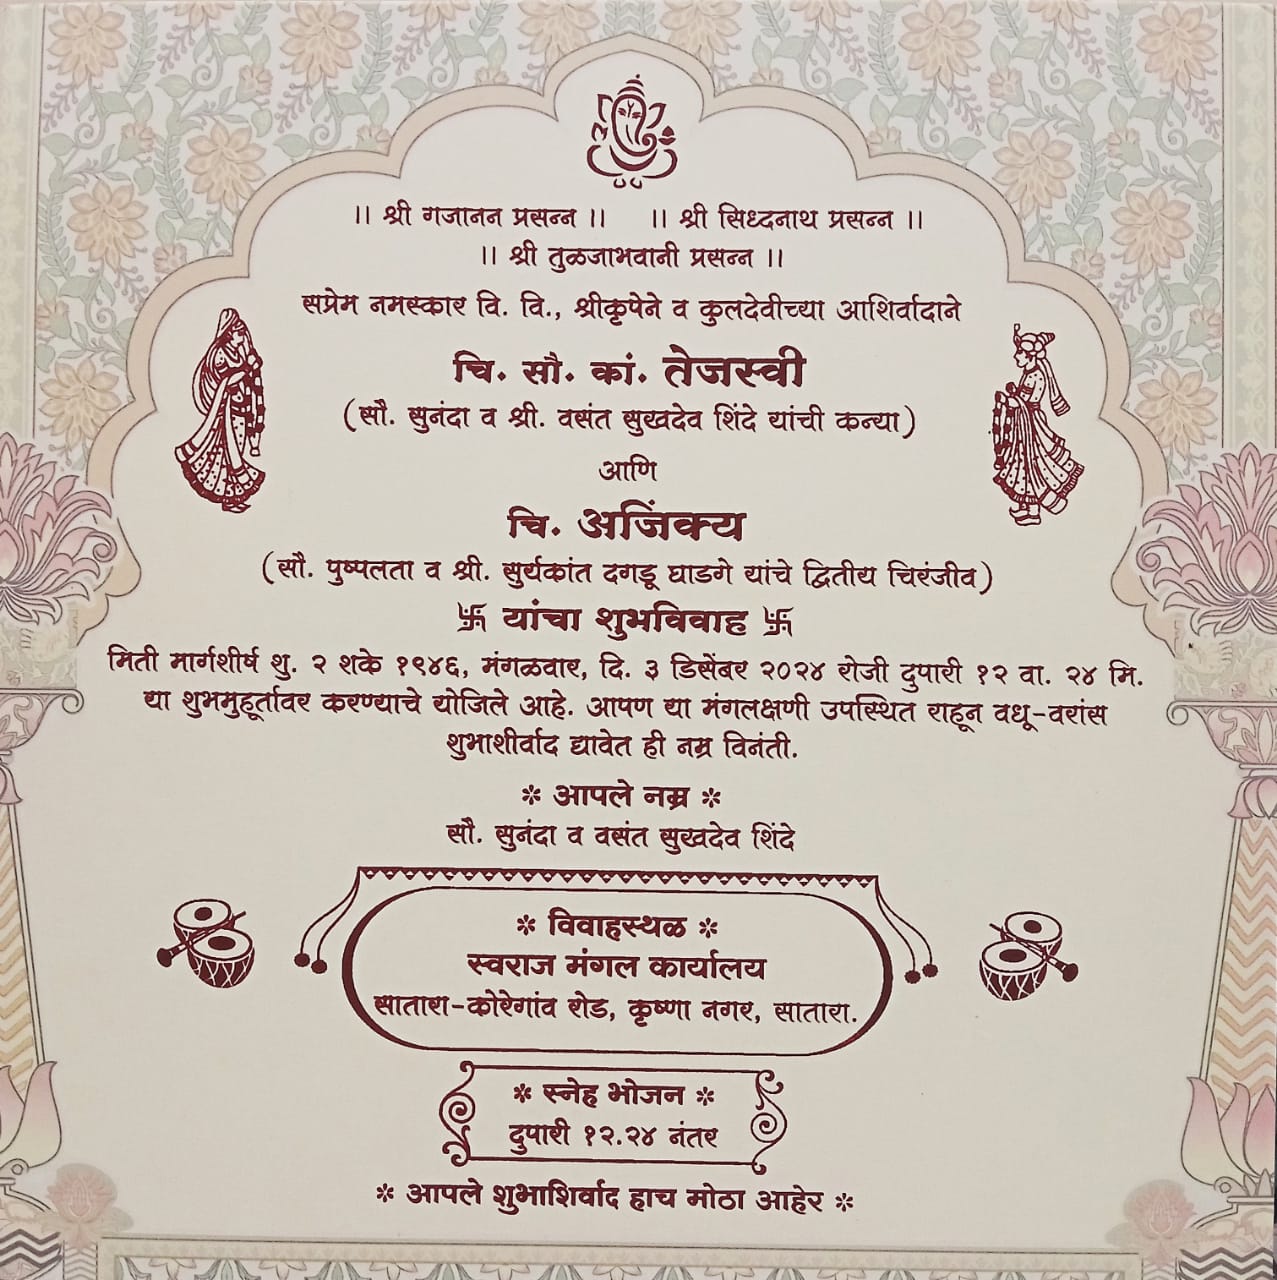 ।। श्री गजानन प्रसन्न ।। ।। श्री सिध्दनाथ प्रसन्न ।।
।। श्री तुळजाभवानी प्रसन्न ।।
सप्रेम नमस्कार वि. वि., श्रीकृपेने व कुलदेवीच्या आशिर्वादाने
चि. सौ. कां. तेजस्वी
(सौ. सुनंदा व श्री. वसंत सुखदेव शिंदे यांची कन्या)
आणि
चि. अजिंक्य
(सौ. पुष्पलता व श्री. सुर्यकांत दगडू घाडगे यांचे द्वितीय चिरंजीव)
卐 यांचा शुभविवाह 卐
मिती मार्गशीर्ष शु. २ शके १९४६, मंगळवार, दि. ३ डिसेंबर २०२४ रोजी दुपारी १२ वा. २४ मि.
या शुभमुहूर्तावर करण्याचे योजिले आहे. आपण या मंगलक्षणी उपस्थित राहून वधू-वरांस
शुभाशीर्वाद द्यावेत ही नम्र विनंती.
* आपले नम्र *
सौ. सुनंदा व वसंत सुखदेव शिंदे
* विवाहस्थळ *
स्वराज मंगल कार्यालय
सातारा-कोरेगांव रोड, कृष्णा नगर, सातारा.
* स्नेह भोजन *
दुपारी १२.२४ नंतर
* आपले शुभाशिर्वाद हाच मोठा आहेर *